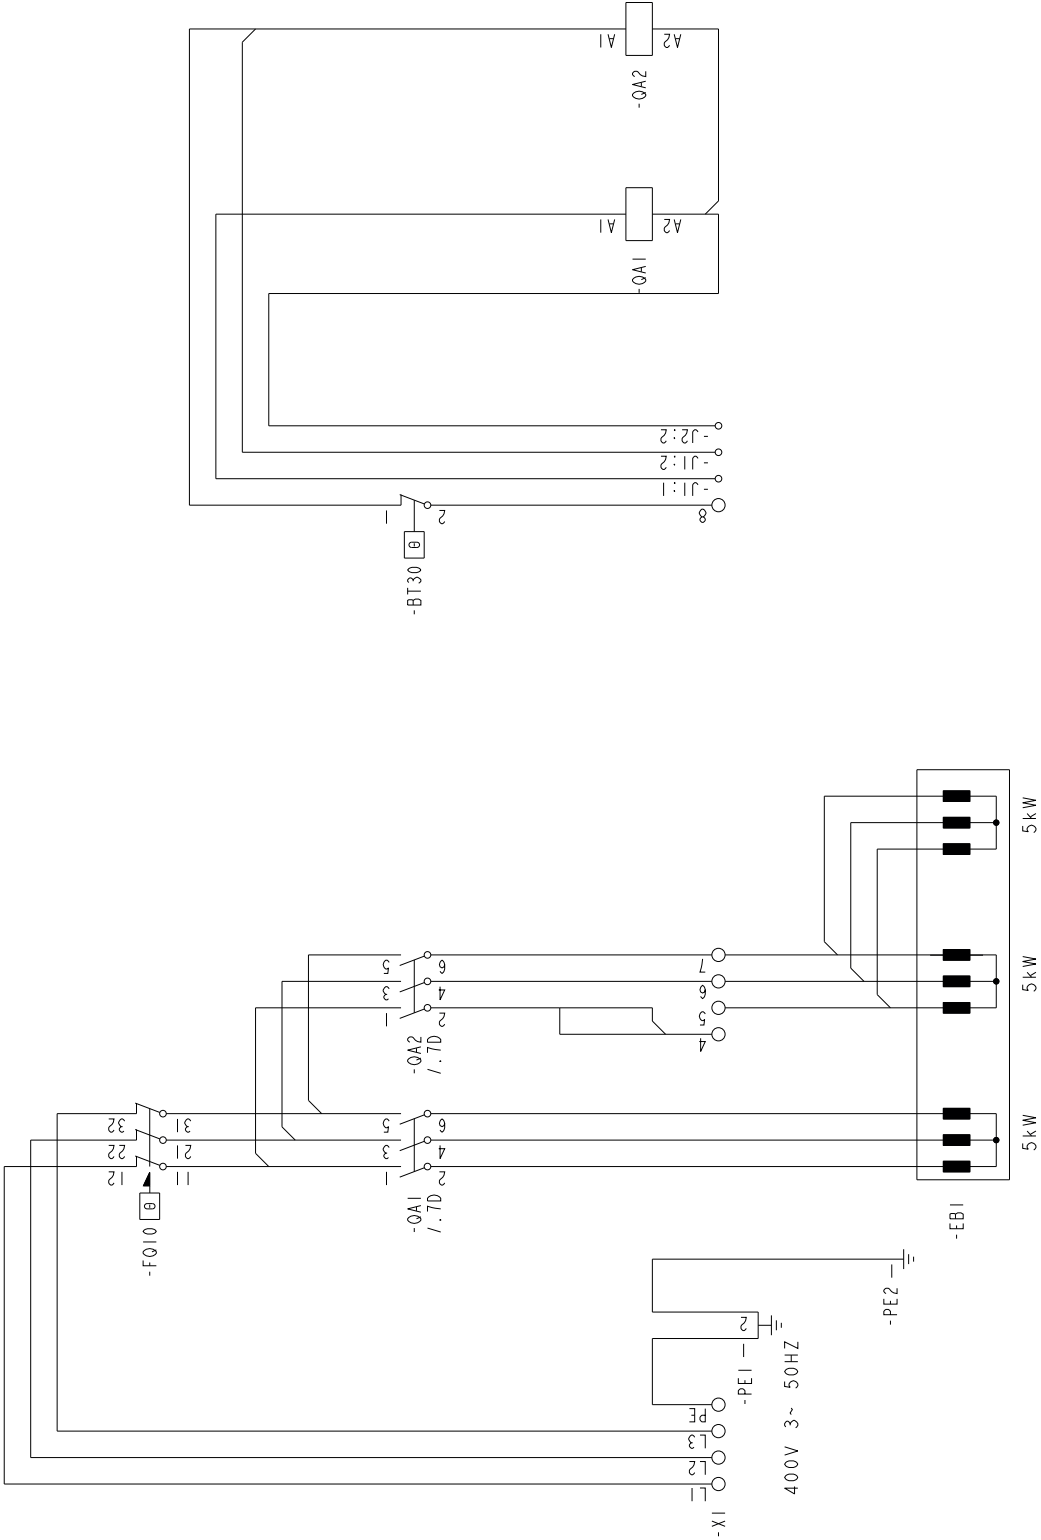 A1
A2
-QA2
A1
A2
-QA1
-J2:2
-J1:2
-J1:1
8
1
2
θ
-BT30
5kW
5kW
5kW
5
6
7
3
4
6
1
2
5
4
-QA2
/.7D
32
31
22
21
12
11
θ
-FQ10
5
6
3
4
1
2
-QA1
/.7D
-EB1
-PE2
2
-PE1
400V 3~ 50HZ
PE
L3
L2
L1
-X1